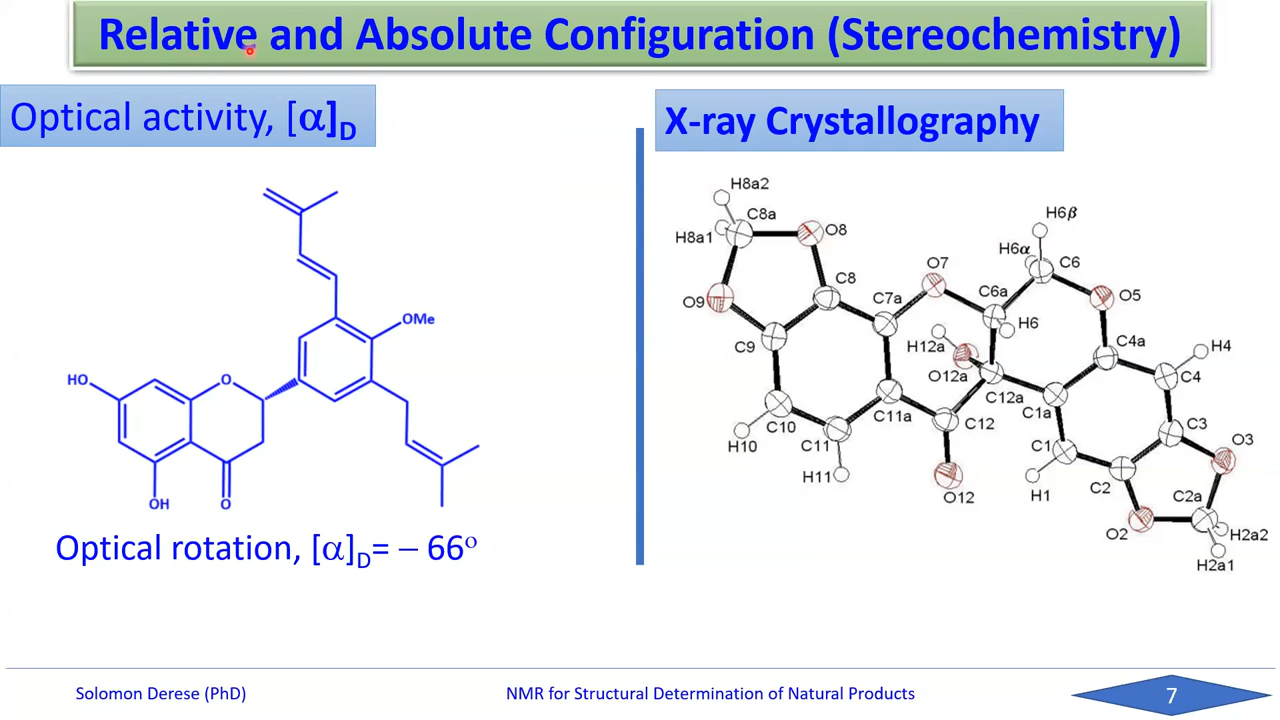 Relative and Absolute Configuration (Stereochemistry)
Optical activity, [α]D
OMe
HO
O
OH
O
Optical rotation, [α]D= – 66o
X-ray Crystallography
H8a2
C8a
H8a1
O8
H6β
H6α
C6
O9
C8
O7
C6a
O5
C7a
H6
C9
H12a
O12a
C4a
H4
C12a
C4
C10
C11a
C12
C1a
H10
C11
C1
C3
O3
H11
O12
H1
C2
C2a
O2
H2a2
H2a1
Solomon Derese (PhD)
NMR for Structural Determination of Natural Products
7